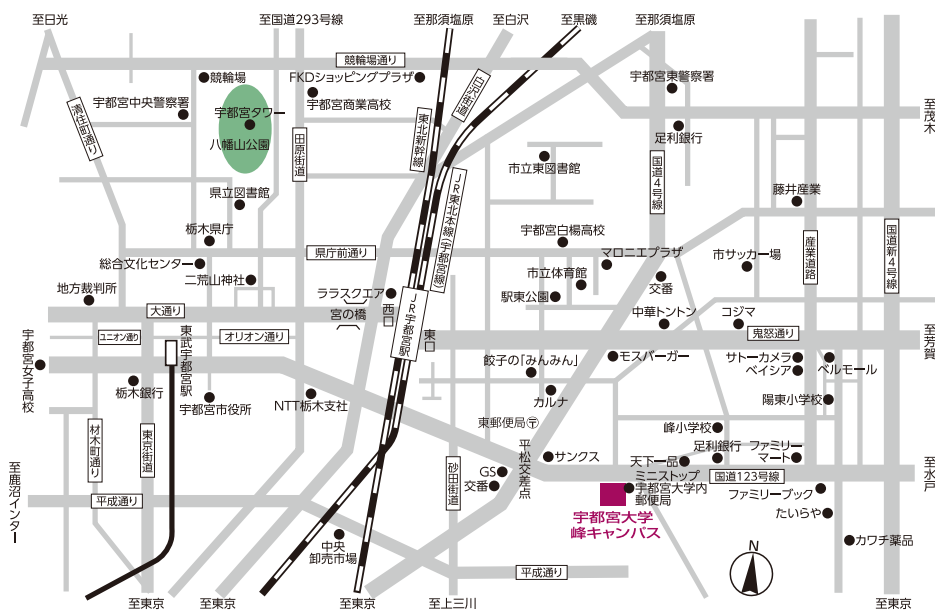 至日光
至国道293号線
至那須塩原
至白沢
至黒磯
至那須塩原
競輪場通り
競輪場
FKDショッピングプラザ
白沢街道
宇都宮東警察署
宇都宮中央警察署
宇都宮タワー
宇都宮商業高校
至茂木
清住町通り
八幡山公園
田原街道
東北新幹線
足利銀行
国道4号線
市立東図書館
県立図書館
JR東北本線(宇都宮線)
藤井産業
栃木県庁
宇都宮白楊高校
産業道路
国道新4号線
県庁前通り
マロニエプラザ
総合文化センター
市サッカー場
二荒山神社
市立体育館
交番
地方裁判所
ララスクエア
駅東公園
大通り
宮の橋
西口
JR宇都宮駅
東口
中華トントン
コジマ
ユニオン通り
東武宇都宮駅
オリオン通り
鬼怒通り
至芳賀
宇都宮女子高校
餃子の「みんみん」
モスバーガー
サトーカメラ
ベイシア
ベルモール
栃木銀行
宇都宮市役所
NTT栃木支社
カルナ
陽東小学校
東郵便局〶
峰小学校
材木町通り
東京街道
平松交差点
足利銀行
ファミリー
マート
サンクス
天下一品
至鹿沼インター
砂田街道
GS
国道123号線
至水戸
交番
ミニストップ
宇都宮大学内
郵便局
平成通り
ファミリーブック
たいらや
宇都宮大学
峰キャンパス
中央
卸売市場
カワチ薬品
N
平成通り
至東京
至東京
至東京
至上三川
至東京